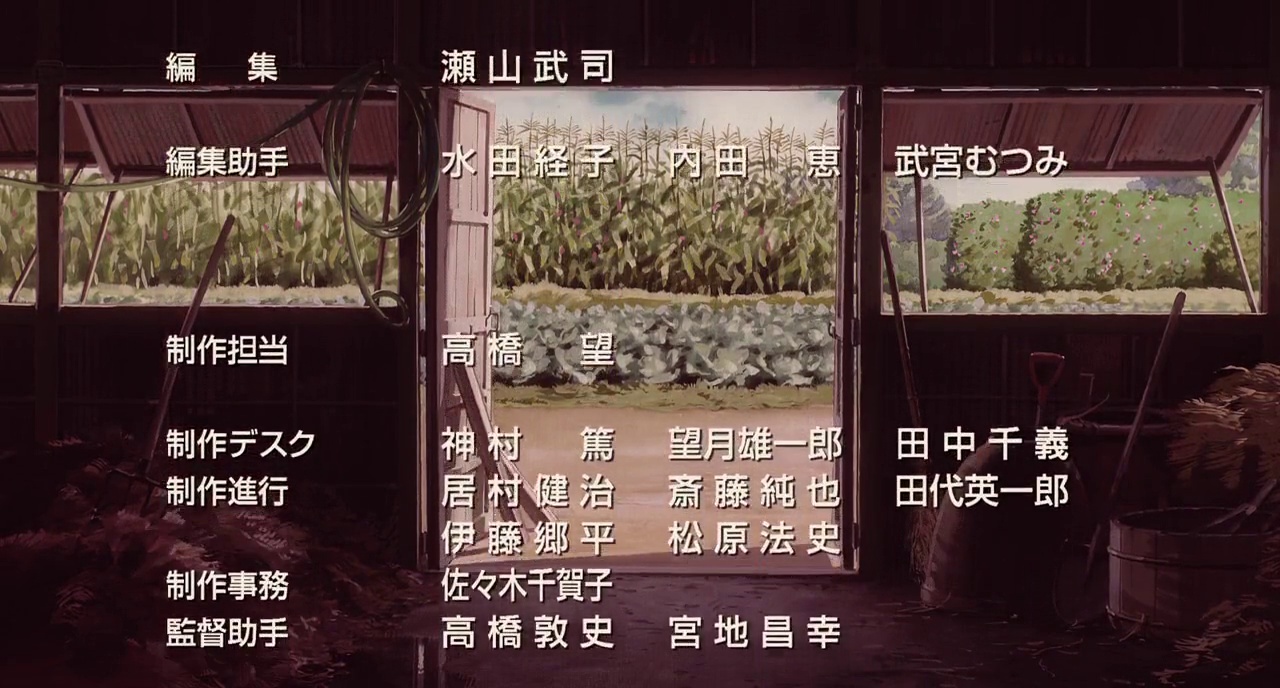 編集 瀬山武司
編集助手 水田経子 内田恵 武宮むつみ
制作担当 高橋望
制作デスク 神村篤 望月雄一郎 田中千義
制作進行 居村健治 斎藤純也 田代英一郎
伊藤郷平 松原法史
制作事務 佐々木千賀子
監督助手 高橋敦史 宮地昌幸